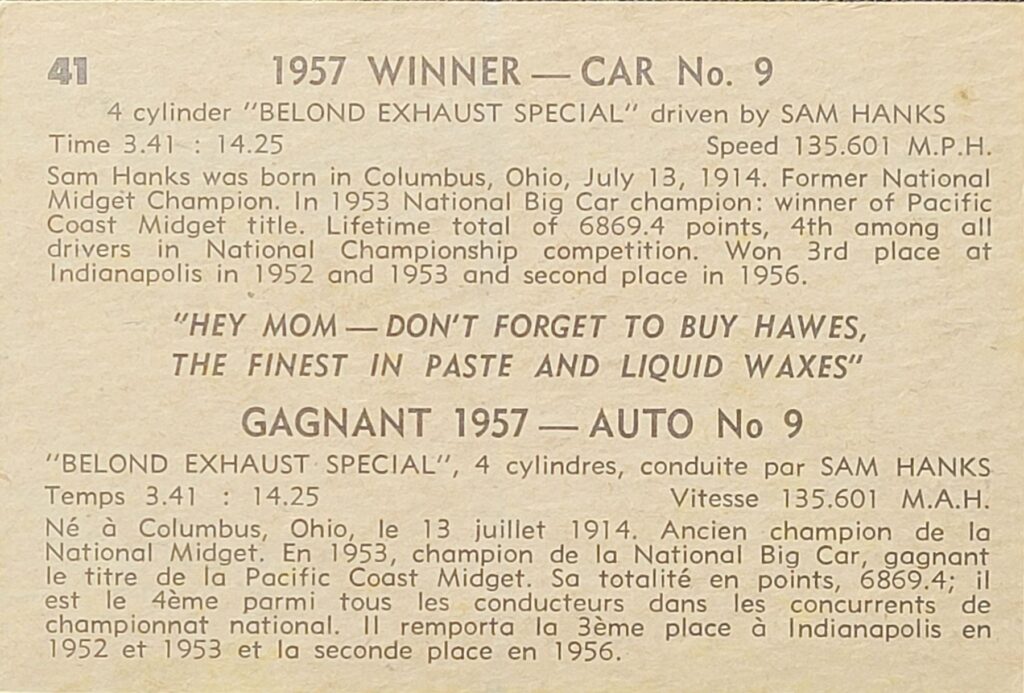 41
1957 WINNER — CAR No. 9
4 cylinder "BELOND EXHAUST SPECIAL" driven by SAM HANKS
Time 3.41 : 14.25 Speed 135.601 M.P.H.
Sam Hanks was born in Columbus, Ohio, July 13, 1914. Former National
Midget Champion. In 1953 National Big Car champion: winner of Pacific
Coast Midget title. Lifetime total of 6869.4 points, 4th among all
drivers in National Championship competition. Won 3rd place at
Indianapolis in 1952 and 1953 and second place in 1956.
"HEY MOM — DON'T FORGET TO BUY HAWES,
THE FINEST IN PASTE AND LIQUID WAXES"
GAGNANT 1957 — AUTO No 9
"BELOND EXHAUST SPECIAL", 4 cylindres, conduite par SAM HANKS
Temps 3.41 : 14.25 Vitesse 135.601 M.A.H.
Né à Columbus, Ohio, le 13 juillet 1914. Ancien champion de la
National Midget. En 1953, champion de la National Big Car, gagnant
le titre de la Pacific Coast Midget. Sa totalité en points, 6869.4; il
est le 4ème parmi tous les conducteurs dans les concurrents de
championnat national. Il remporta la 3ème place à Indianapolis en
1952 et 1953 et la seconde place en 1956.